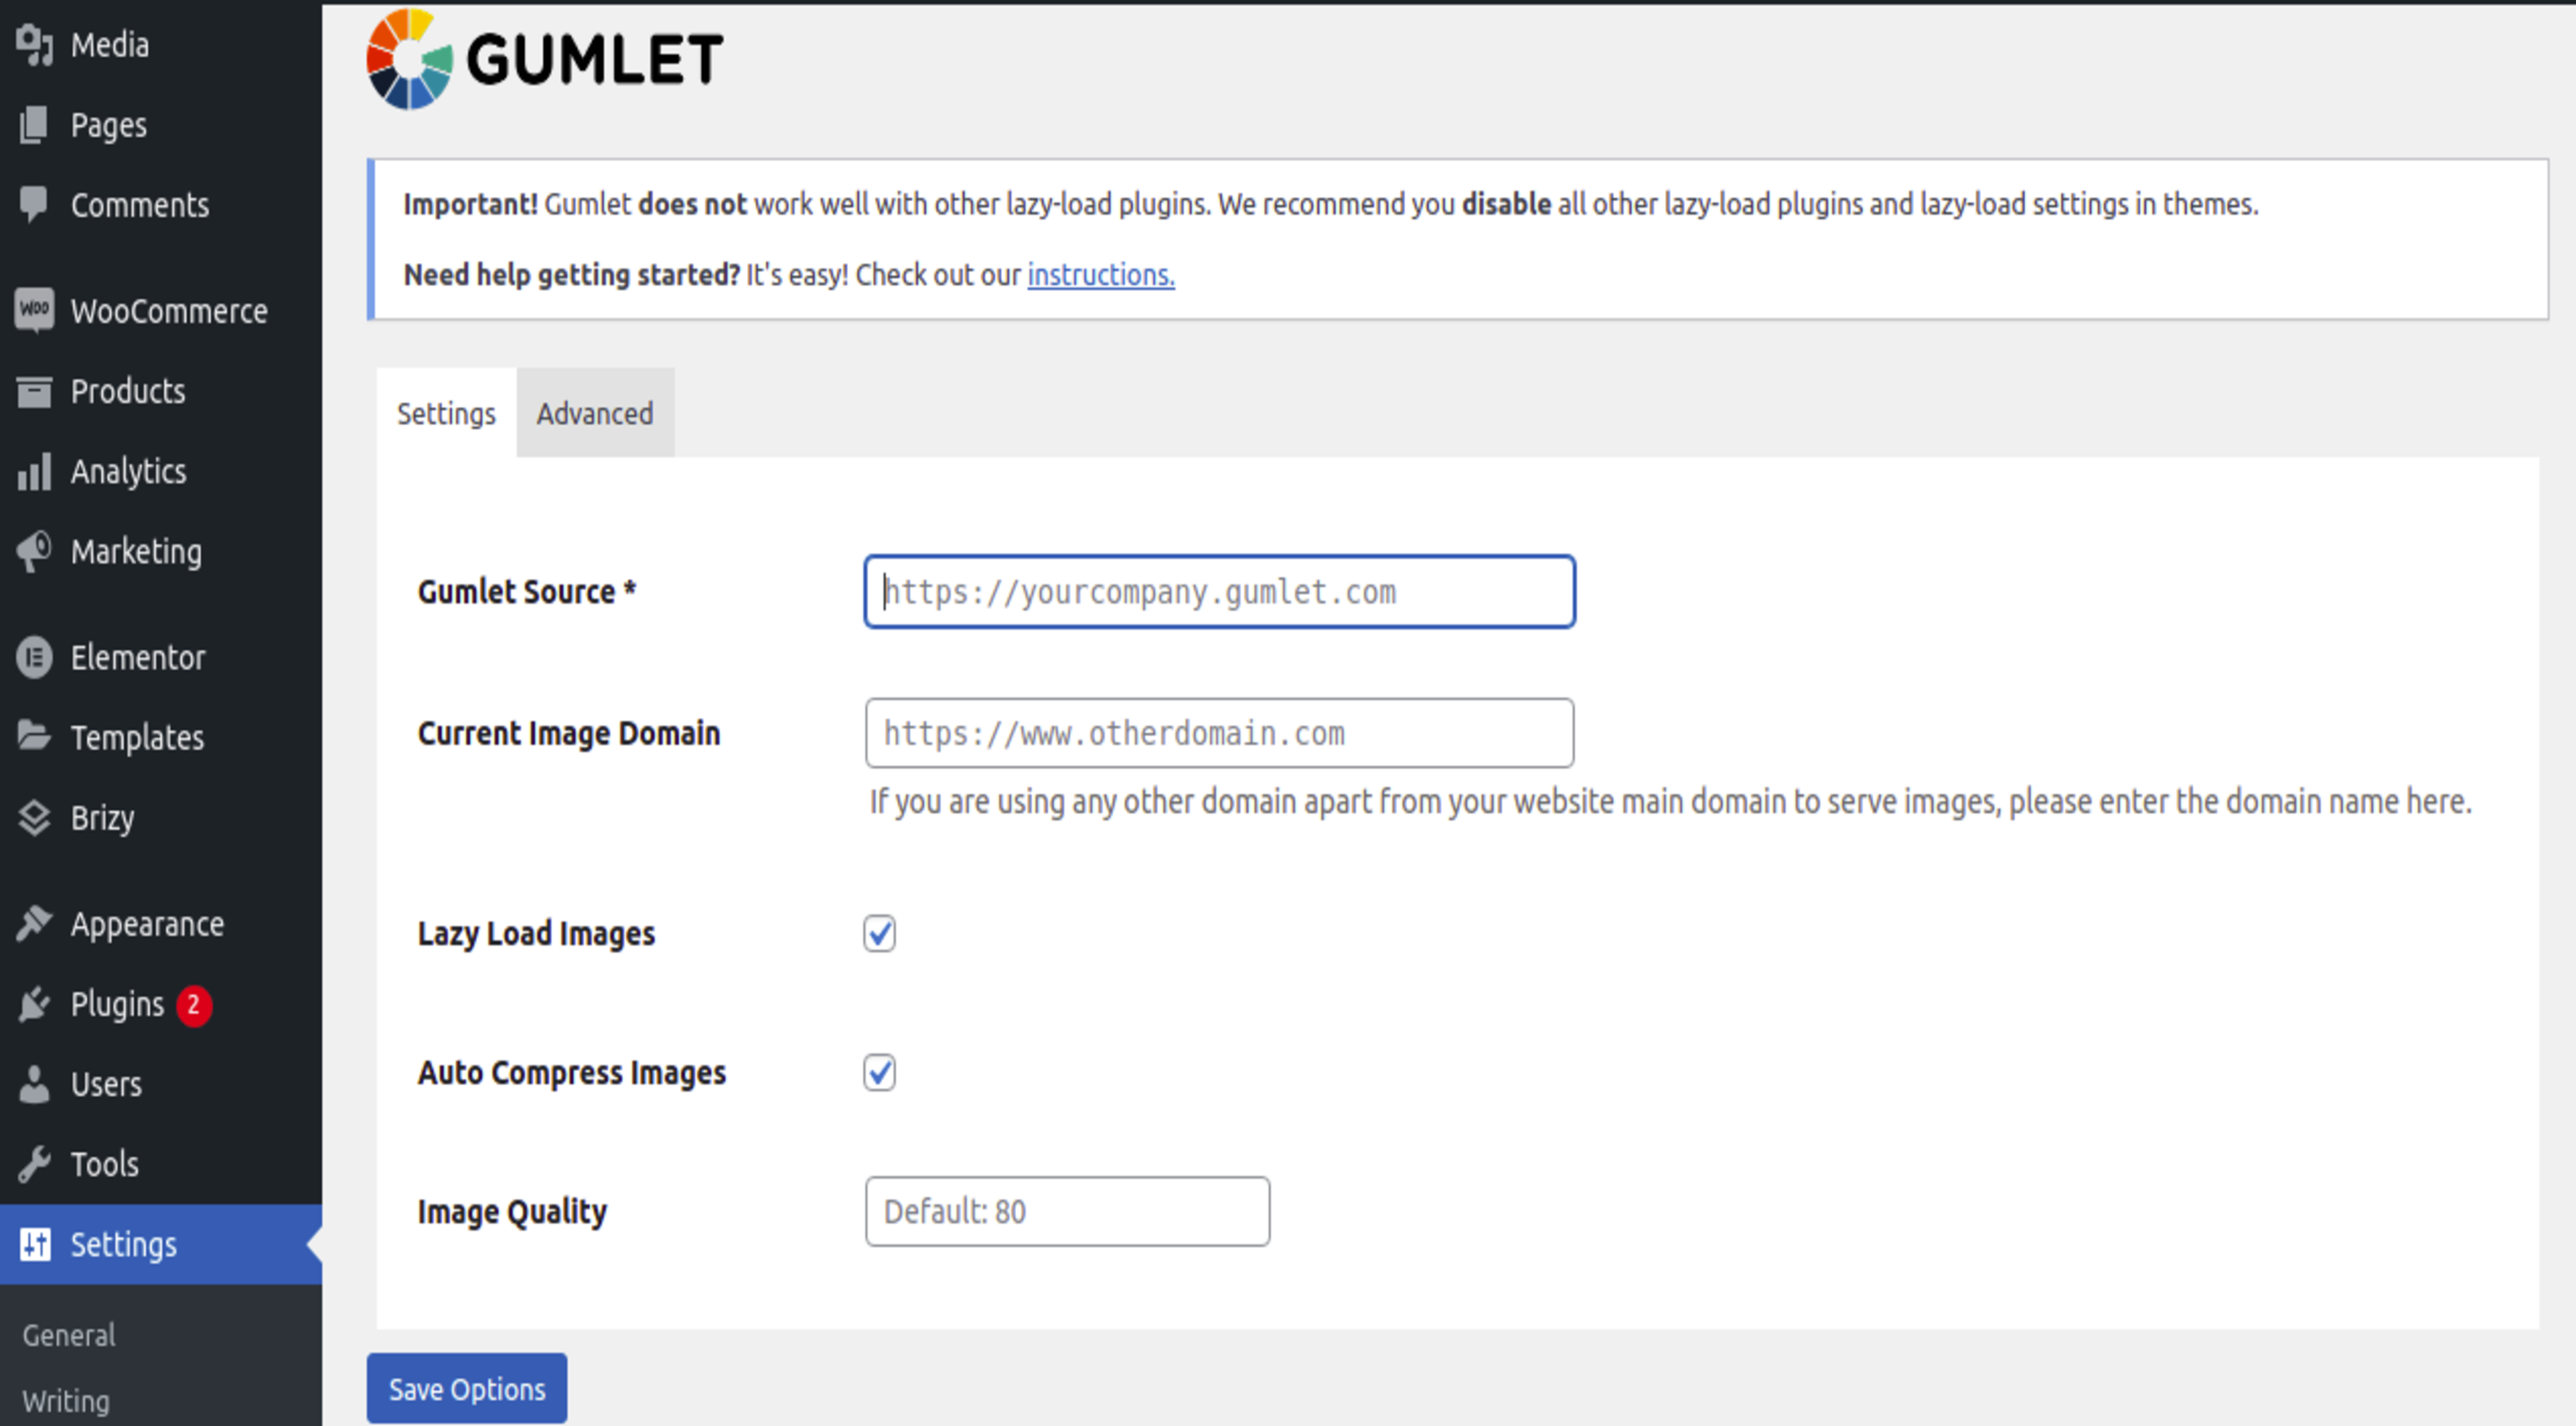 Media
Pages
Comments
Woo WooCommerce
Products
Analytics
Marketing
Elementor
Templates
Brizy
Appearance
Plugins 2
Users
Tools
Settings
General
Writing
GUMLET
Important! Gumlet does not work well with other lazy-load plugins. We recommend you disable all other lazy-load plugins and lazy-load settings in themes.
Need help getting started? It's easy! Check out our instructions.
Settings Advanced
Gumlet Source * https://yourcompany.gumlet.com
Current Image Domain https://www.otherdomain.com
If you are using any other domain apart from your website main domain to serve images, please enter the domain name here.
Lazy Load Images
Auto Compress Images
Image Quality Default: 80
Save Options